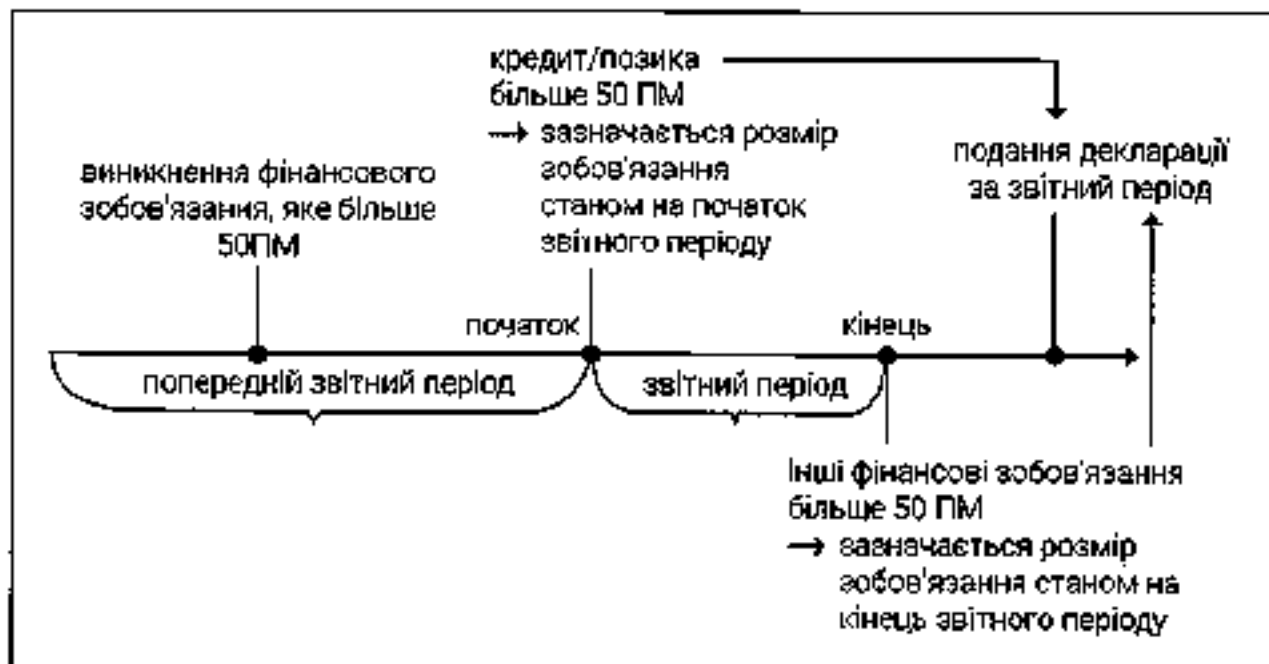 кредит/позика
більше 50 ПМ
→ зазначається розмір
зобов'язання
станом на початок
звітного періоду
виникнення фінансового
зобов'язання, яке більше
50ПМ
подання декларації
за звітний період
початок
кінець
попередній звітний період
звітний період
Інші фінансові зобов'язання
більше 50 ПМ
→ зазначається розмір
зобов'язання станом на
кінець звітного періоду